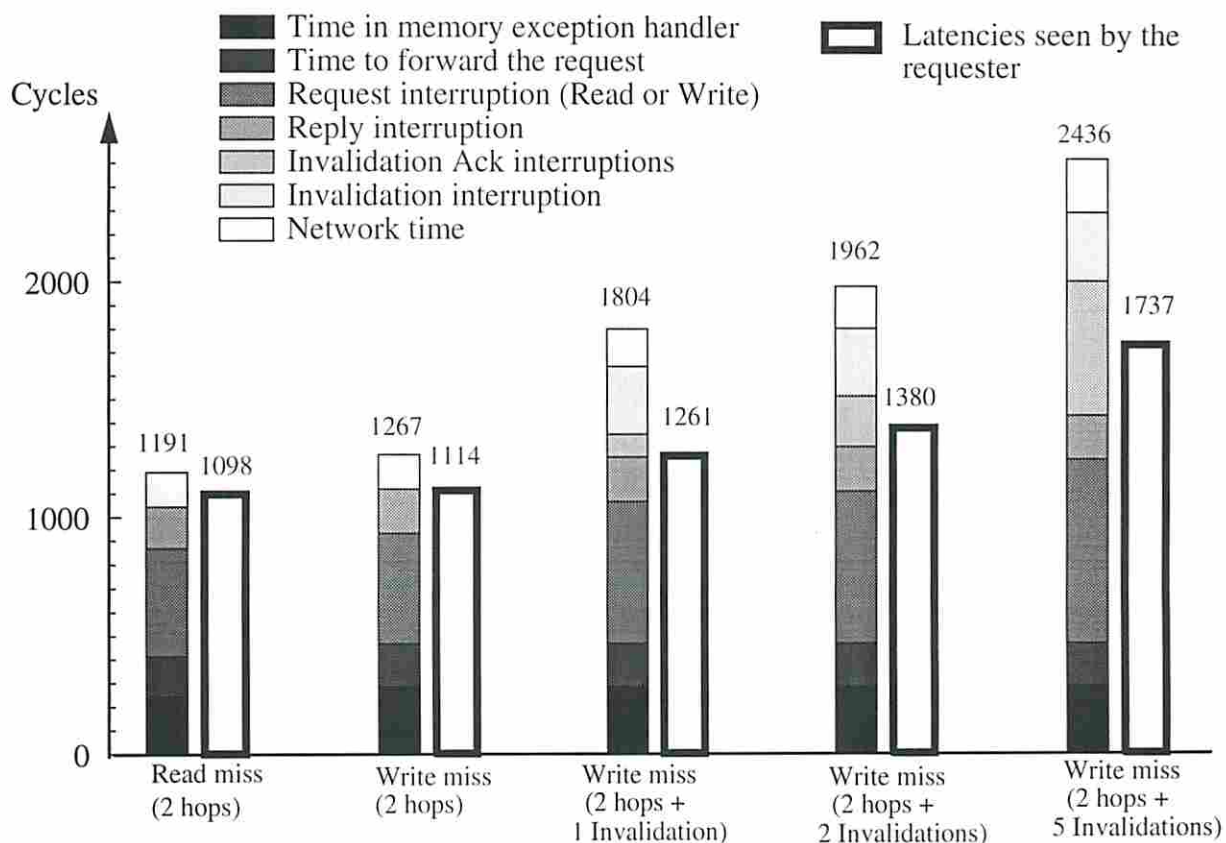 Time in memory exception handler
Time to forward the request
Request interruption (Read or Write)
Reply interruption
Invalidation Ack interruptions
Invalidation interruption
Network time
Latencies seen by the
requester
Cycles
2000
1000
0
1191
1098
1267
1114
1804
1261
1962
1380
2436
1737
Read miss
(2 hops)
Write miss
(2 hops)
Write miss
(2 hops +
1 Invalidation)
Write miss
(2 hops +
2 Invalidations)
Write miss
(2 hops +
5 Invalidations)